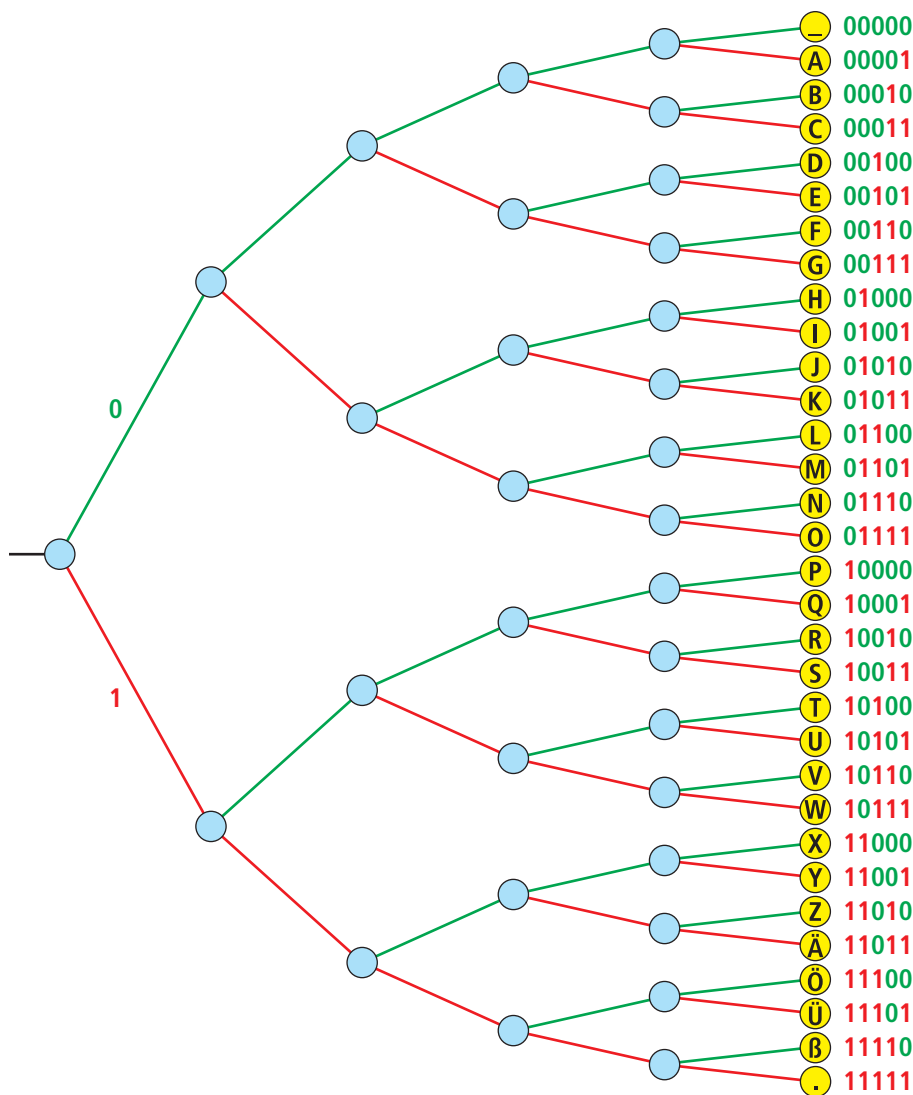 _ 00000
A 00001
B 00010
C 00011
D 00100
E 00101
F 00110
G 00111
H 01000
I 01001
J 01010
K 01011
0
L 01100
M 01101
N 01110
O 01111
P 10000
Q 10001
R 10010
S 10011
1
T 10100
U 10101
V 10110
W 10111
X 11000
Y 11001
Z 11010
Ä 11011
Ö 11100
Ü 11101
ß 11110
. 11111